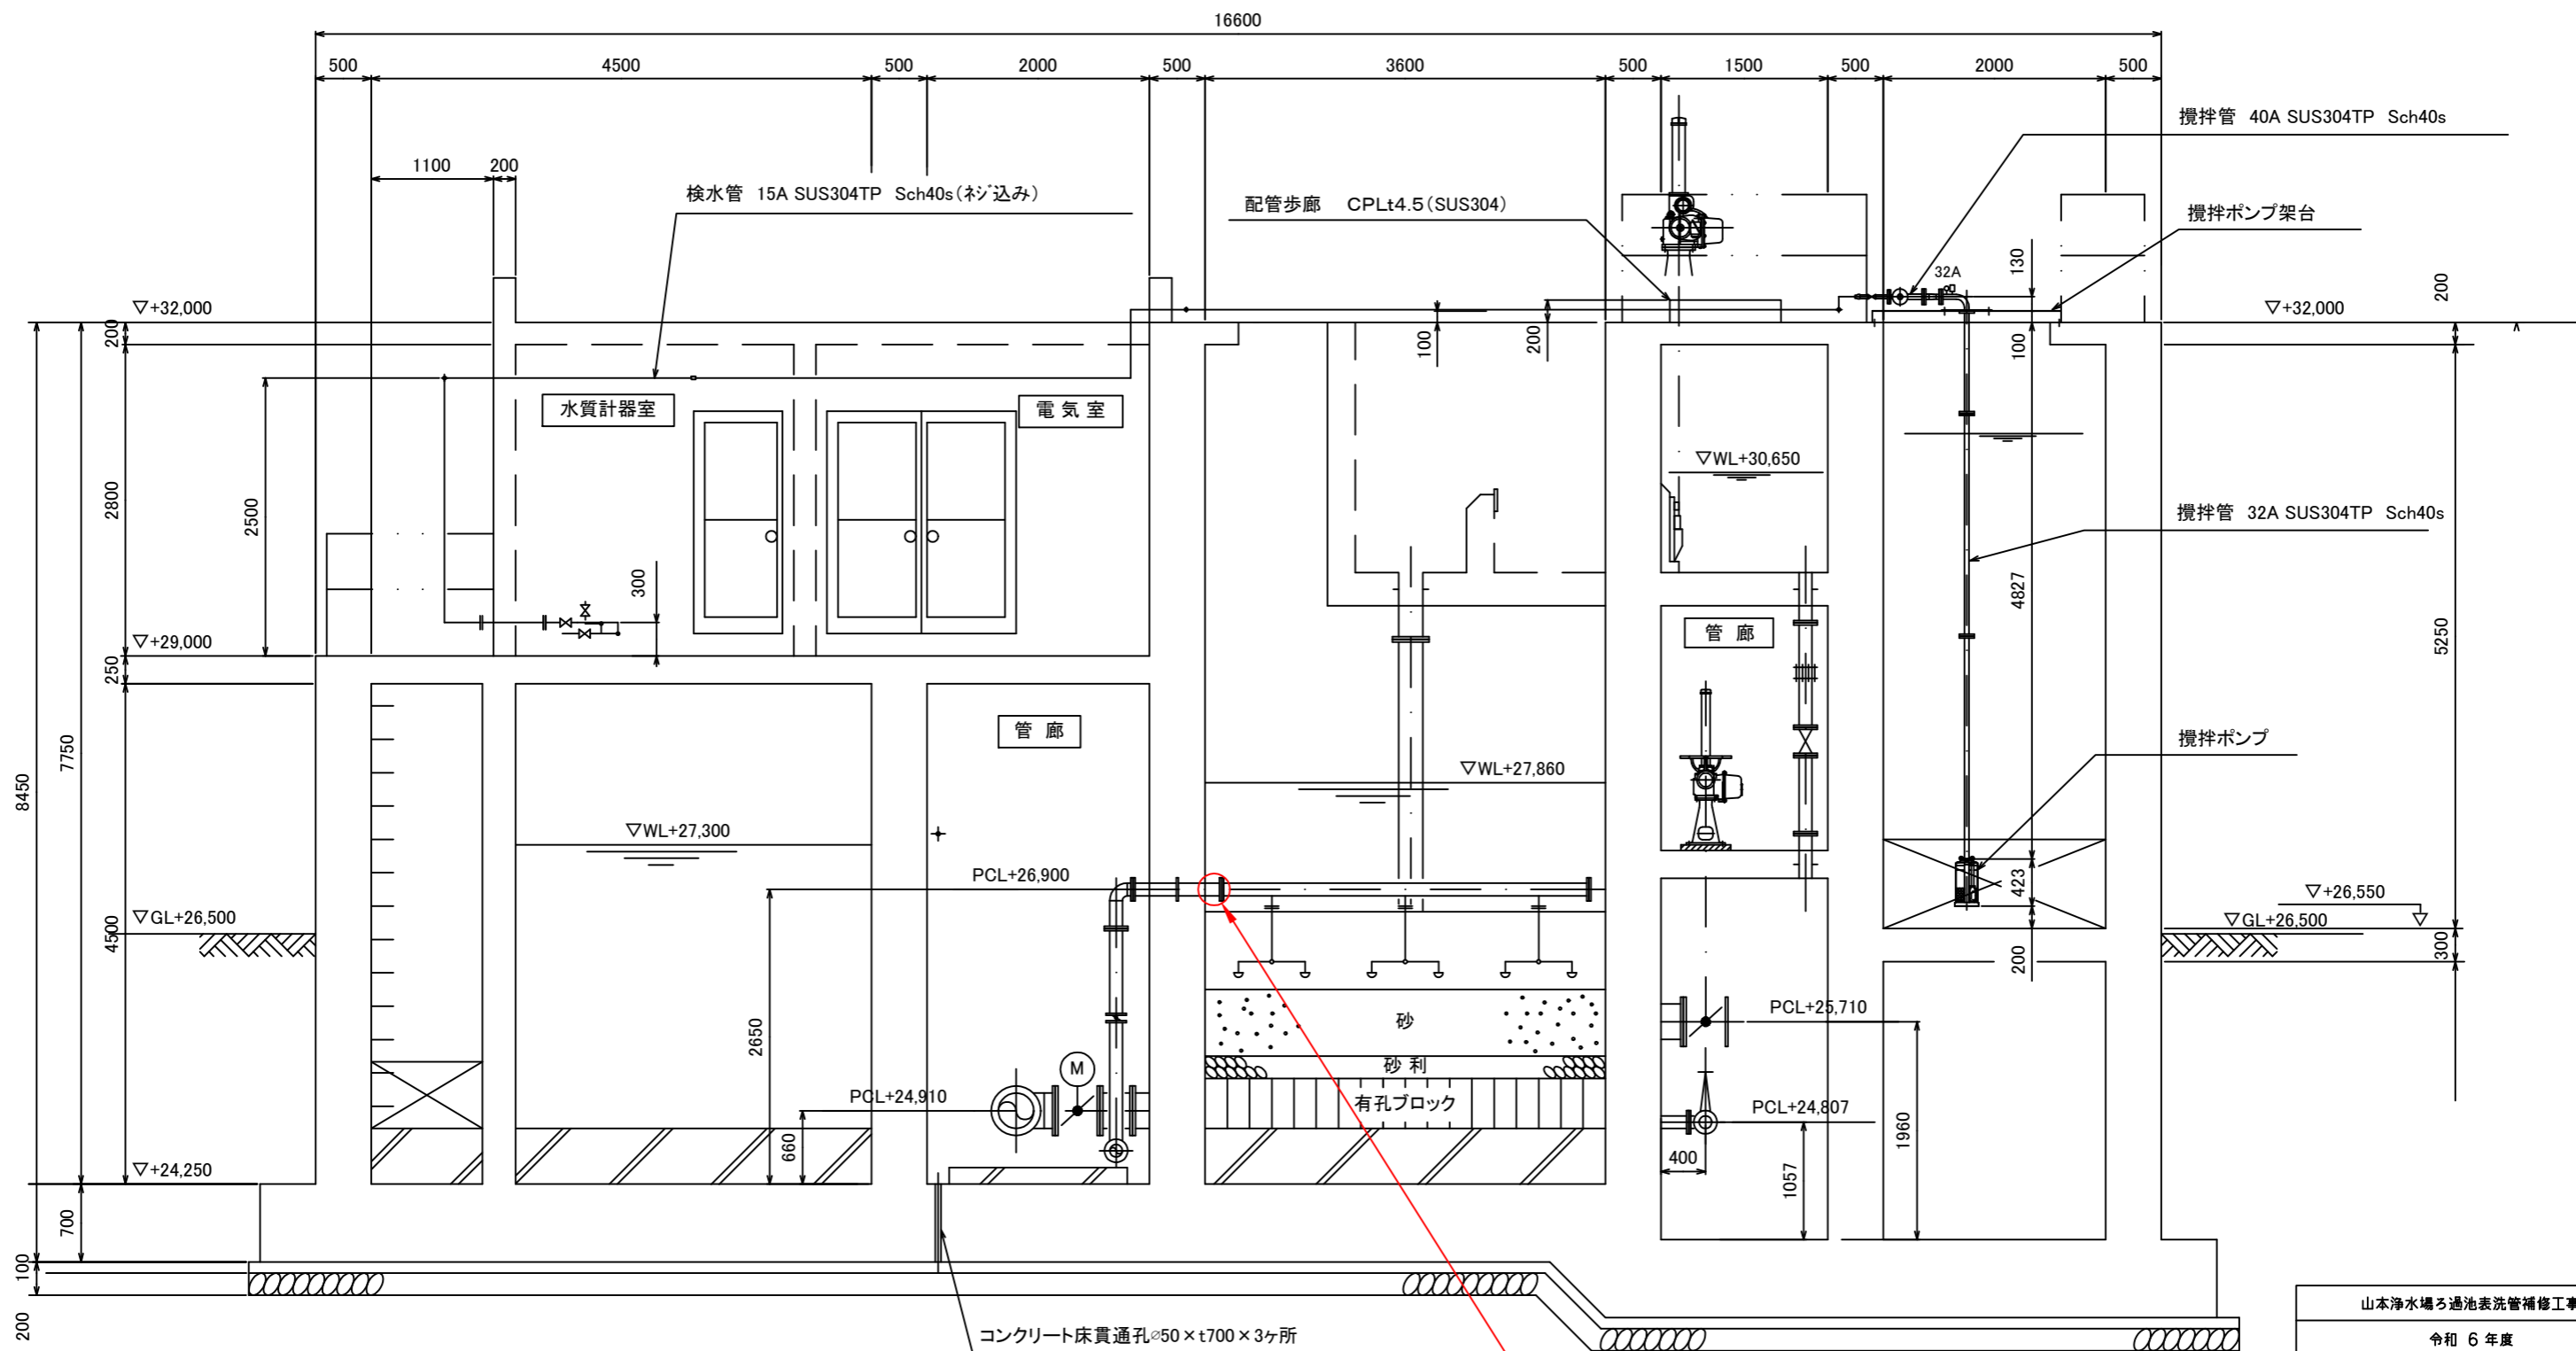 16600
500 4500 500 2000 500 3600 500 1500 500 2000 500
攪拌管 40A SUS304TP Sch40s
1100 200
検水管 15A SUS304TP Sch40s(ネジ込み)
配管歩廊 CPLt4.5(SUS304)
攪拌ポンプ架台
32A
130
200
▽+32,000
▽+32,000
200
100
200
100
水質計器室
電気室
2800
2500
▽WL+30,650
攪拌管 32A SUS304TP Sch40s
300
4827
5250
管廊
▽+29,000
250
管廊
攪拌ポンプ
7750
8450
▽WL+27,860
▽WL+27,300
PCL+26,900
423
▽+26,550
▽GL+26,500
▽GL+26,500
4500
200
300
2650
砂
PCL+25,710
砂利
M
有孔ブロック
PCL+24,910
PCL+24,807
660
1960
400
1057
▽+24,250
700
100
200
コンクリート床貫通孔⌀50×t700×3ヶ所
山本浄水場ろ過池表洗管補修工事
令和 6 年度